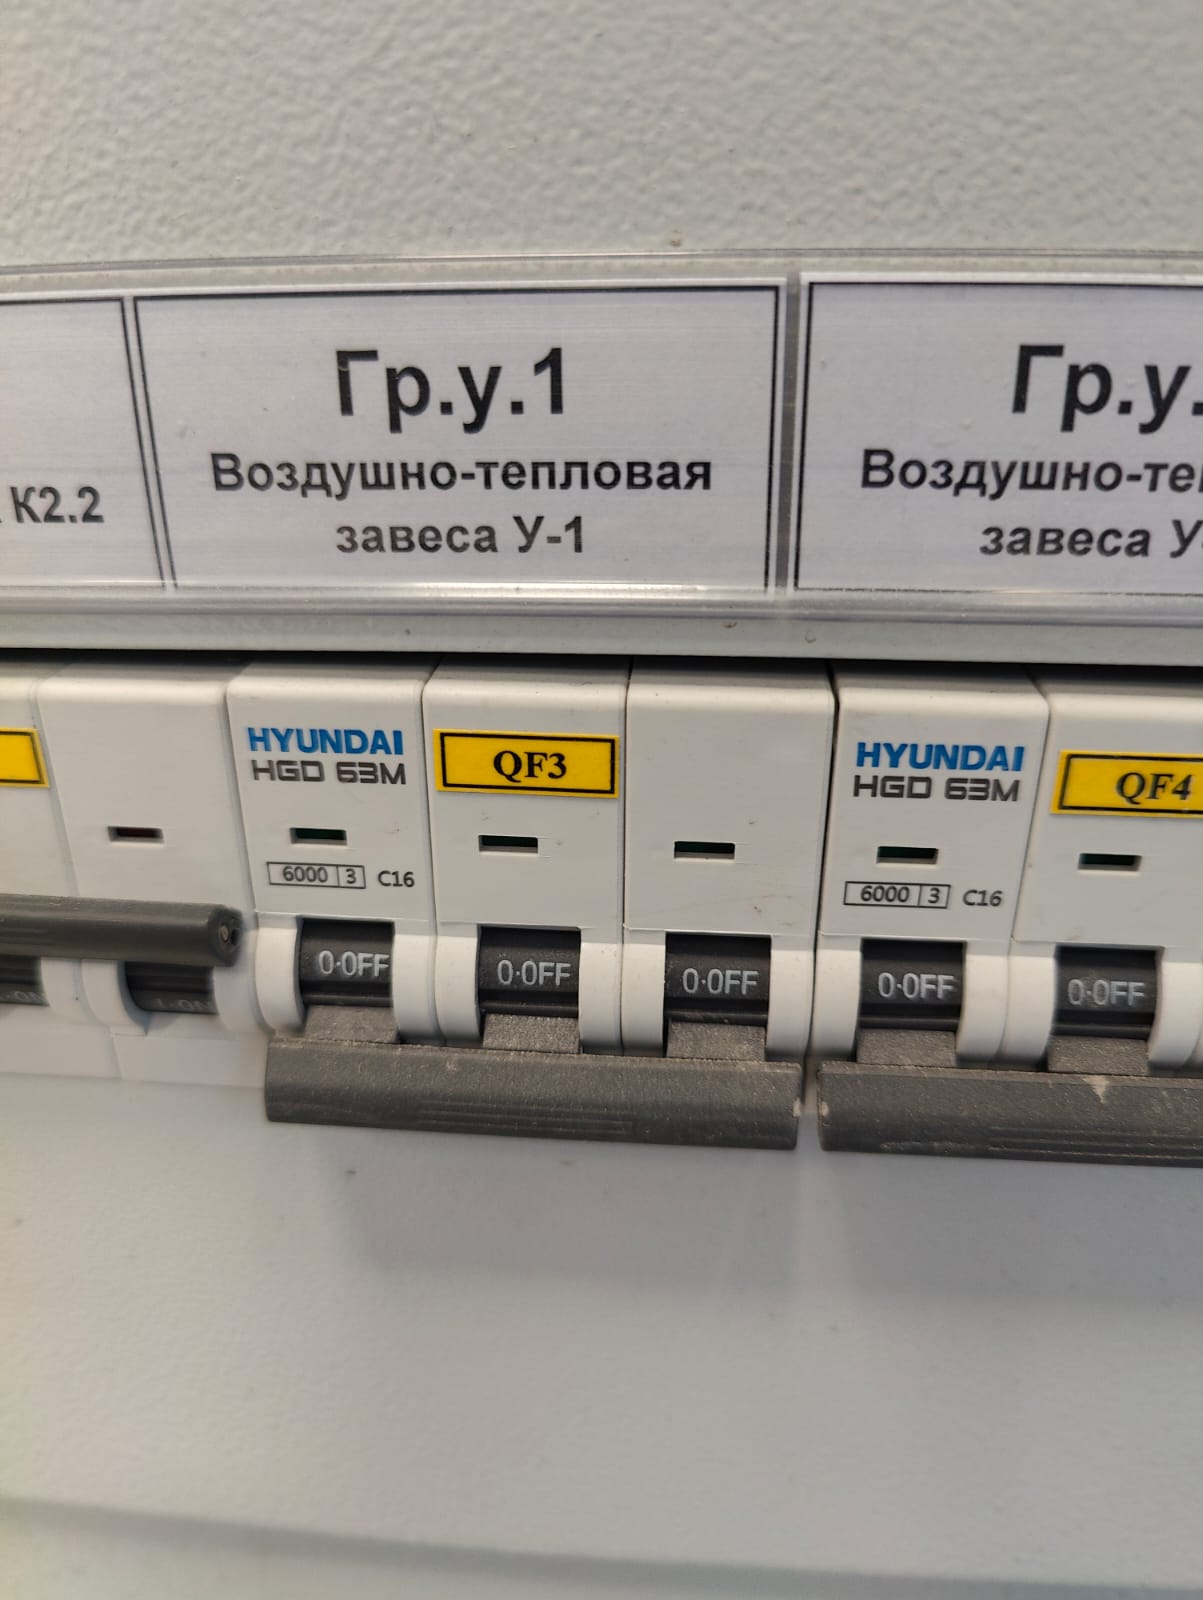 К2.2
Гр.у.1
Воздушно-тепловая
завеса У-1
Гр.у.
Воздушно-те
завеса У
HYUNDAI
HGD 63M
QF3
6000 3 C16
HYUNDAI
HGD 63M
QF4
6000 3 C16
0·OFF
0·OFF
0·OFF
0·OFF
0·OFF